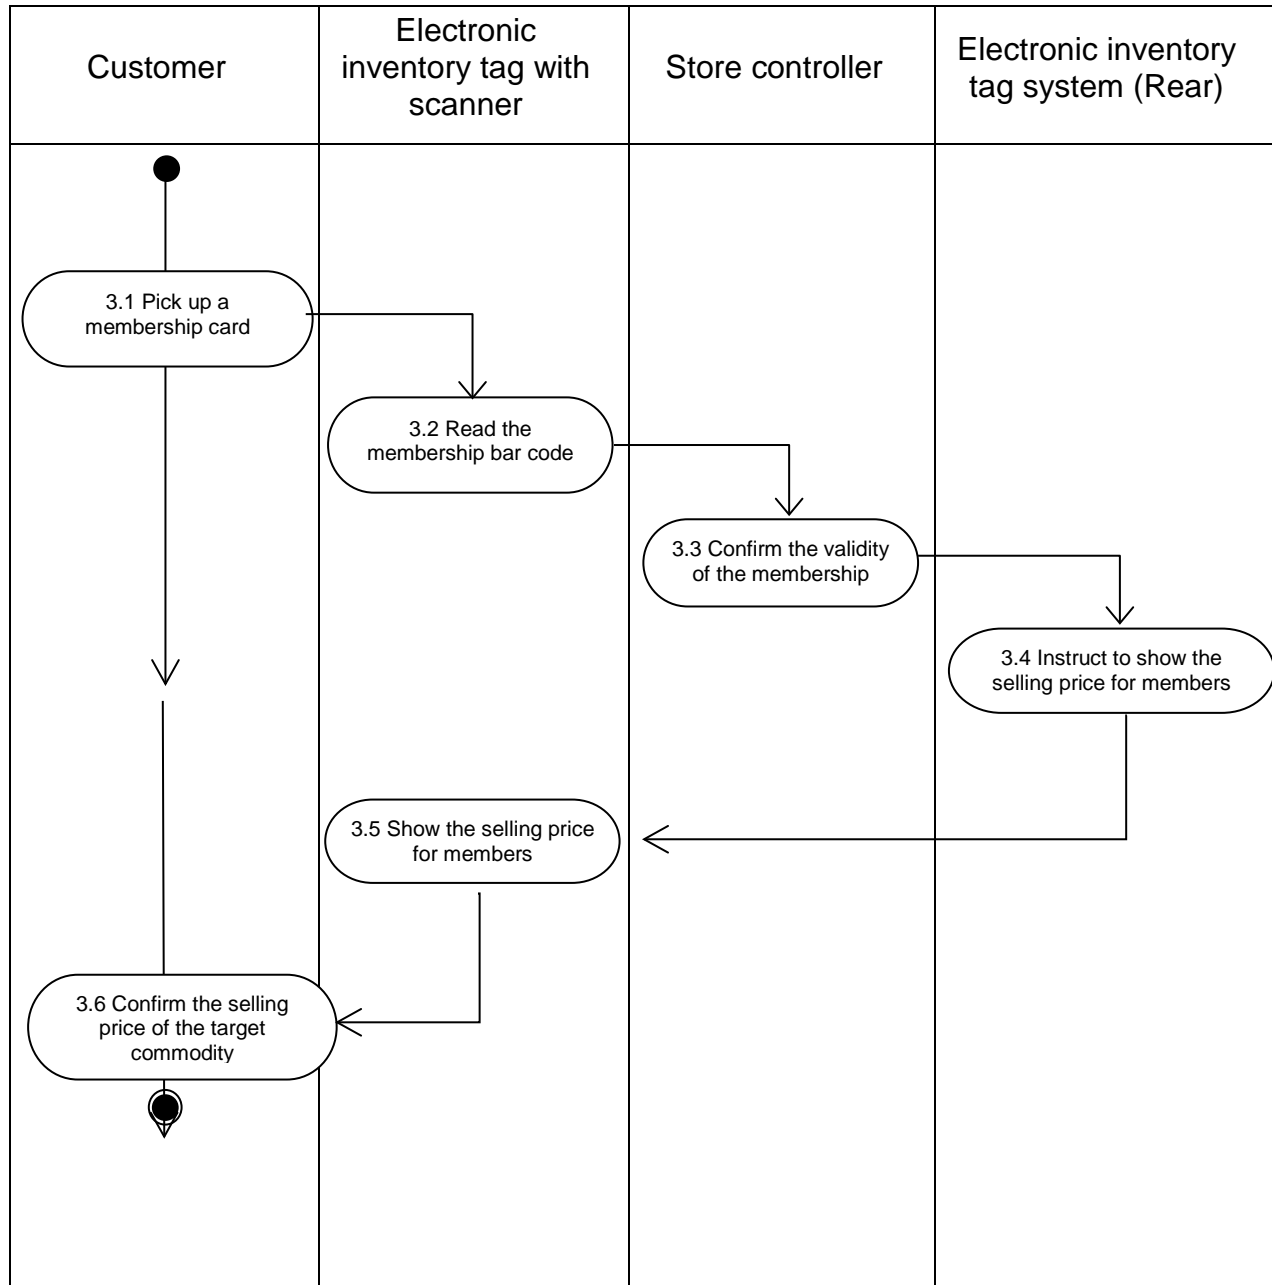 Customer
Electronic
inventory tag with
scanner
Store controller
Electronic inventory
tag system (Rear)
3.1 Pick up a
membership card
3.2 Read the
membership bar code
3.3 Confirm the validity
of the membership
3.4 Instruct to show the
selling price for members
3.5 Show the selling price
for members
3.6 Confirm the selling
price of the target
commodity